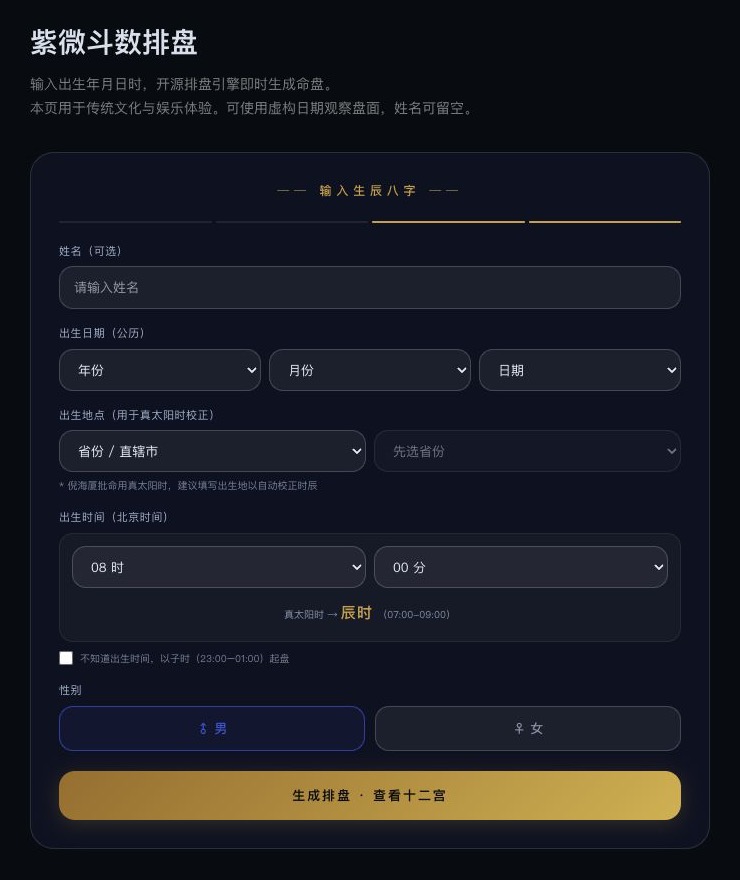 紫微斗数排盘
输入出生年月日时，开源排盘引擎即时生成命盘。
本页用于传统文化与娱乐体验。可使用虚构日期观察盘面，姓名可留空。
—— 输入生辰八字 ——
姓名（可选）
请输入姓名
出生日期（公历）
年份 月份 日期
出生地点（用于真太阳时校正）
省份 / 直辖市 先选省份
* 倪海厦批命用真太阳时，建议填写出生地以自动校正时辰
出生时间（北京时间）
08 时 00 分
真太阳时 → 辰时 （07:00–09:00）
不知道出生时间，以子时（23:00—01:00）起盘
性别
♂ 男 ♀ 女
生成排盘 · 查看十二宫